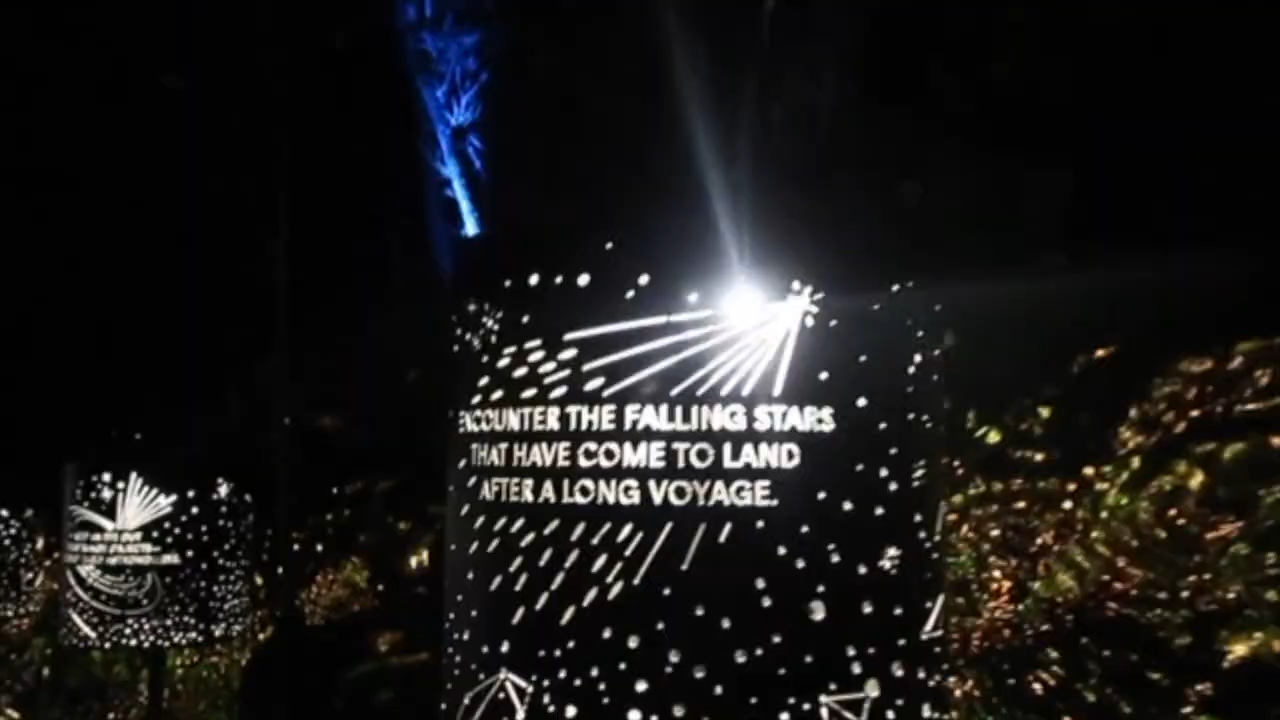 ENCOUNTER THE FALLING STARS
THAT HAVE COME TO LAND
AFTER A LONG VOYAGE.